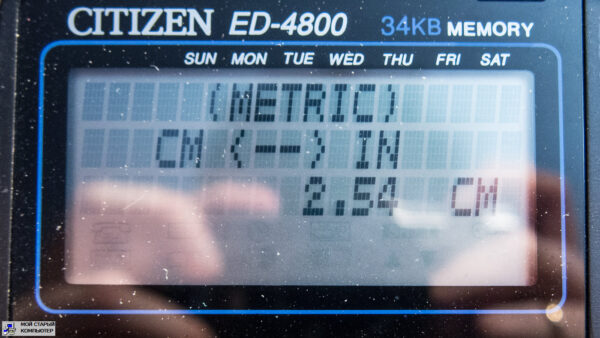 CITIZEN ED-4800 34KB MEMORY
SUN MON TUE WED THU FRI SAT
(METRIC)
CM <--> IN
2.54 CM
МОЙ СТАРЫЙ
КОМПЬЮТЕР